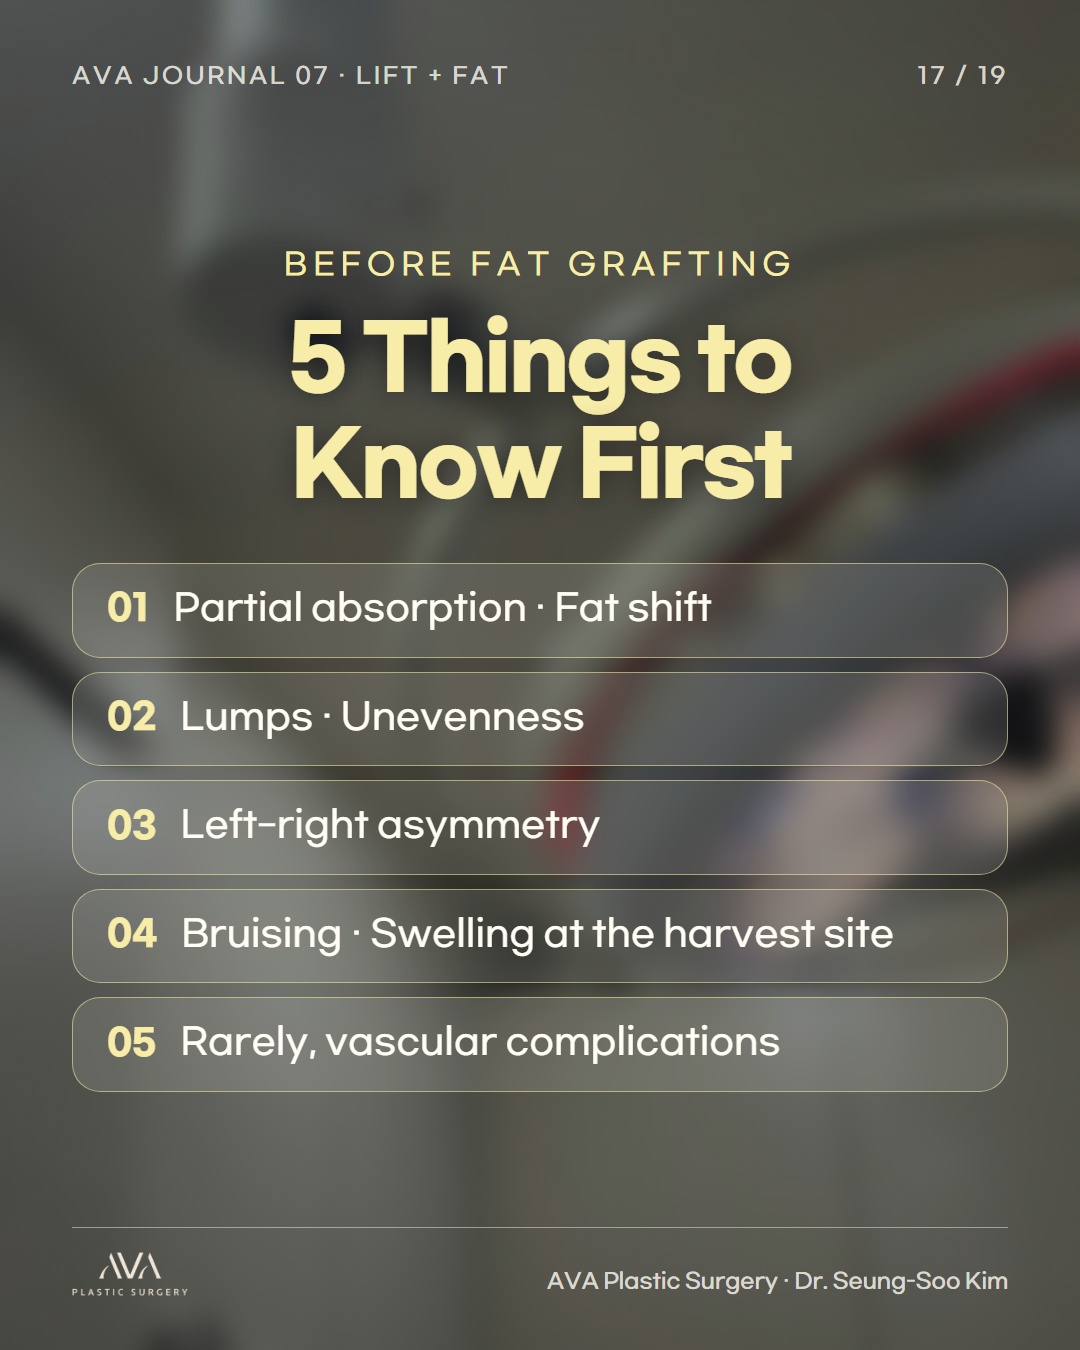 AVA JOURNAL 07 · LIFT + FAT
17 / 19
BEFORE FAT GRAFTING
5 Things to
Know First
01 Partial absorption · Fat shift
02 Lumps · Unevenness
03 Left-right asymmetry
04 Bruising · Swelling at the harvest site
05 Rarely, vascular complications
AVA
PLASTIC SURGERY
AVA Plastic Surgery · Dr. Seung-Soo Kim